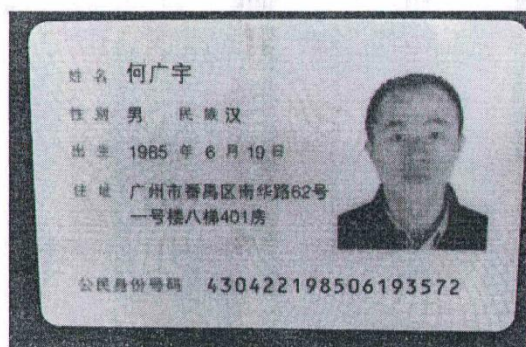 姓名 何广宇
性别 男 民族 汉
出生 1985 年 6 月 19 日
住址 广州市番禺区南华路62号
一号楼八梯401房
公民身份号码 430422198506193572